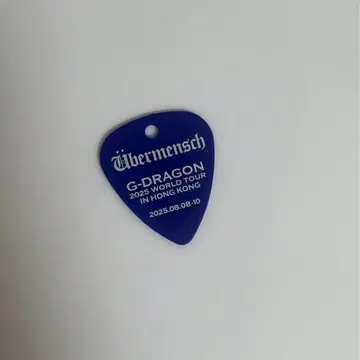 Übermensch
G-DRAGON
2025 WORLD TOUR
IN HONG KONG
2025.08.08-10